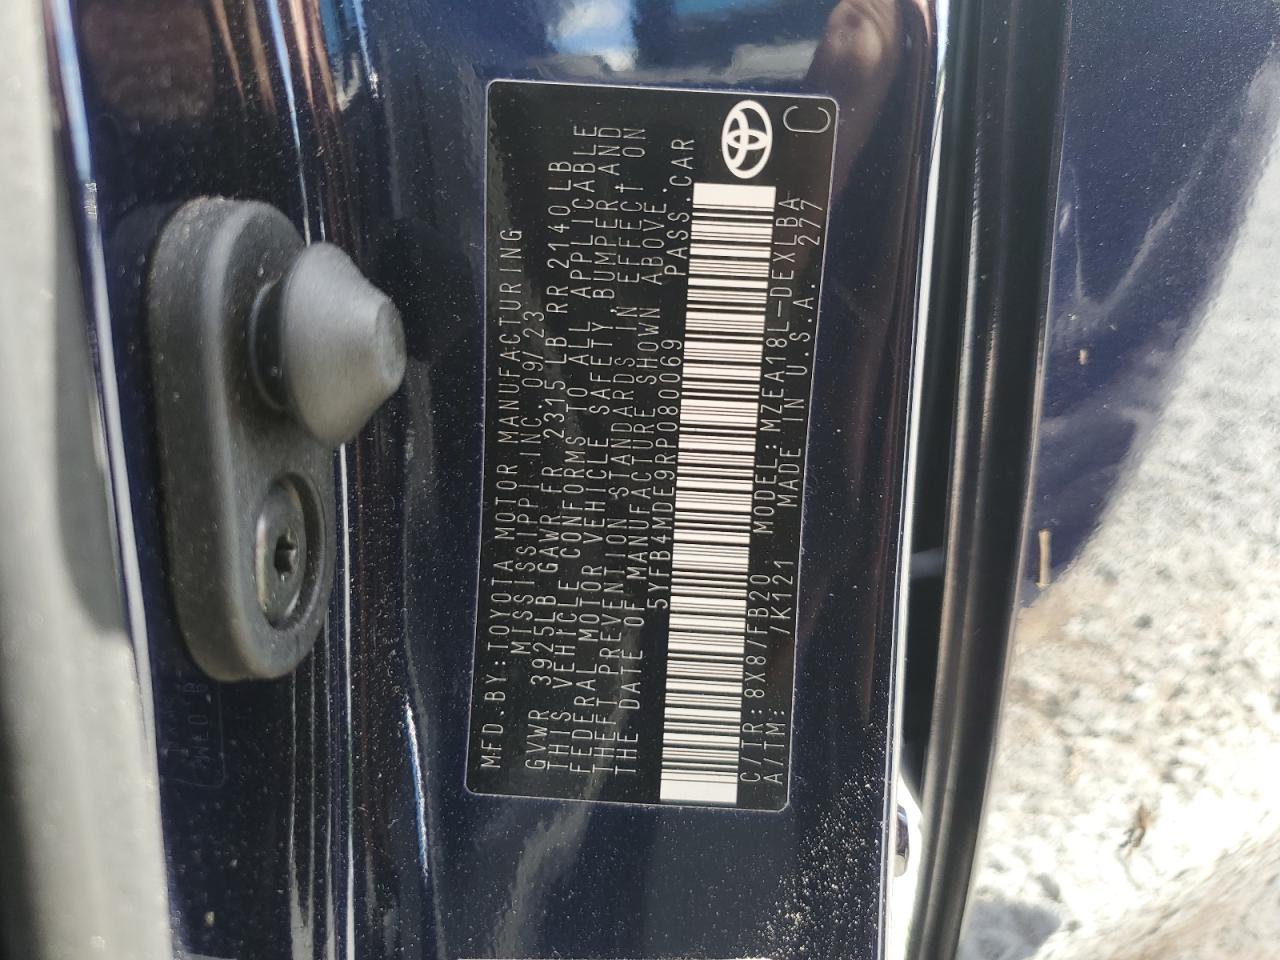 MFD.BY:TOYOTA MOTOR MANUFACTURING
MISSISSIPPI INC.09/23
GVWR 3925LB GAWR FR 2315LB RR 2140LB
THIS VEHICLE CONFORMS TO ALL APPLICABLE
FEDERAL MOTOR VEHICLE SAFETY, BUMPER AND
THEFT PREVENTION STANDARDS IN EFFECT ON
THE DATE OF MANUFACTURE SHOWN ABOVE.
5YFB4MDE9RP080069 PASS.CAR
C/TR:8X8/FB20 MODEL:MZEA18L-DEXLBA
A/TM: /K121 MADE IN U.S.A.277
C